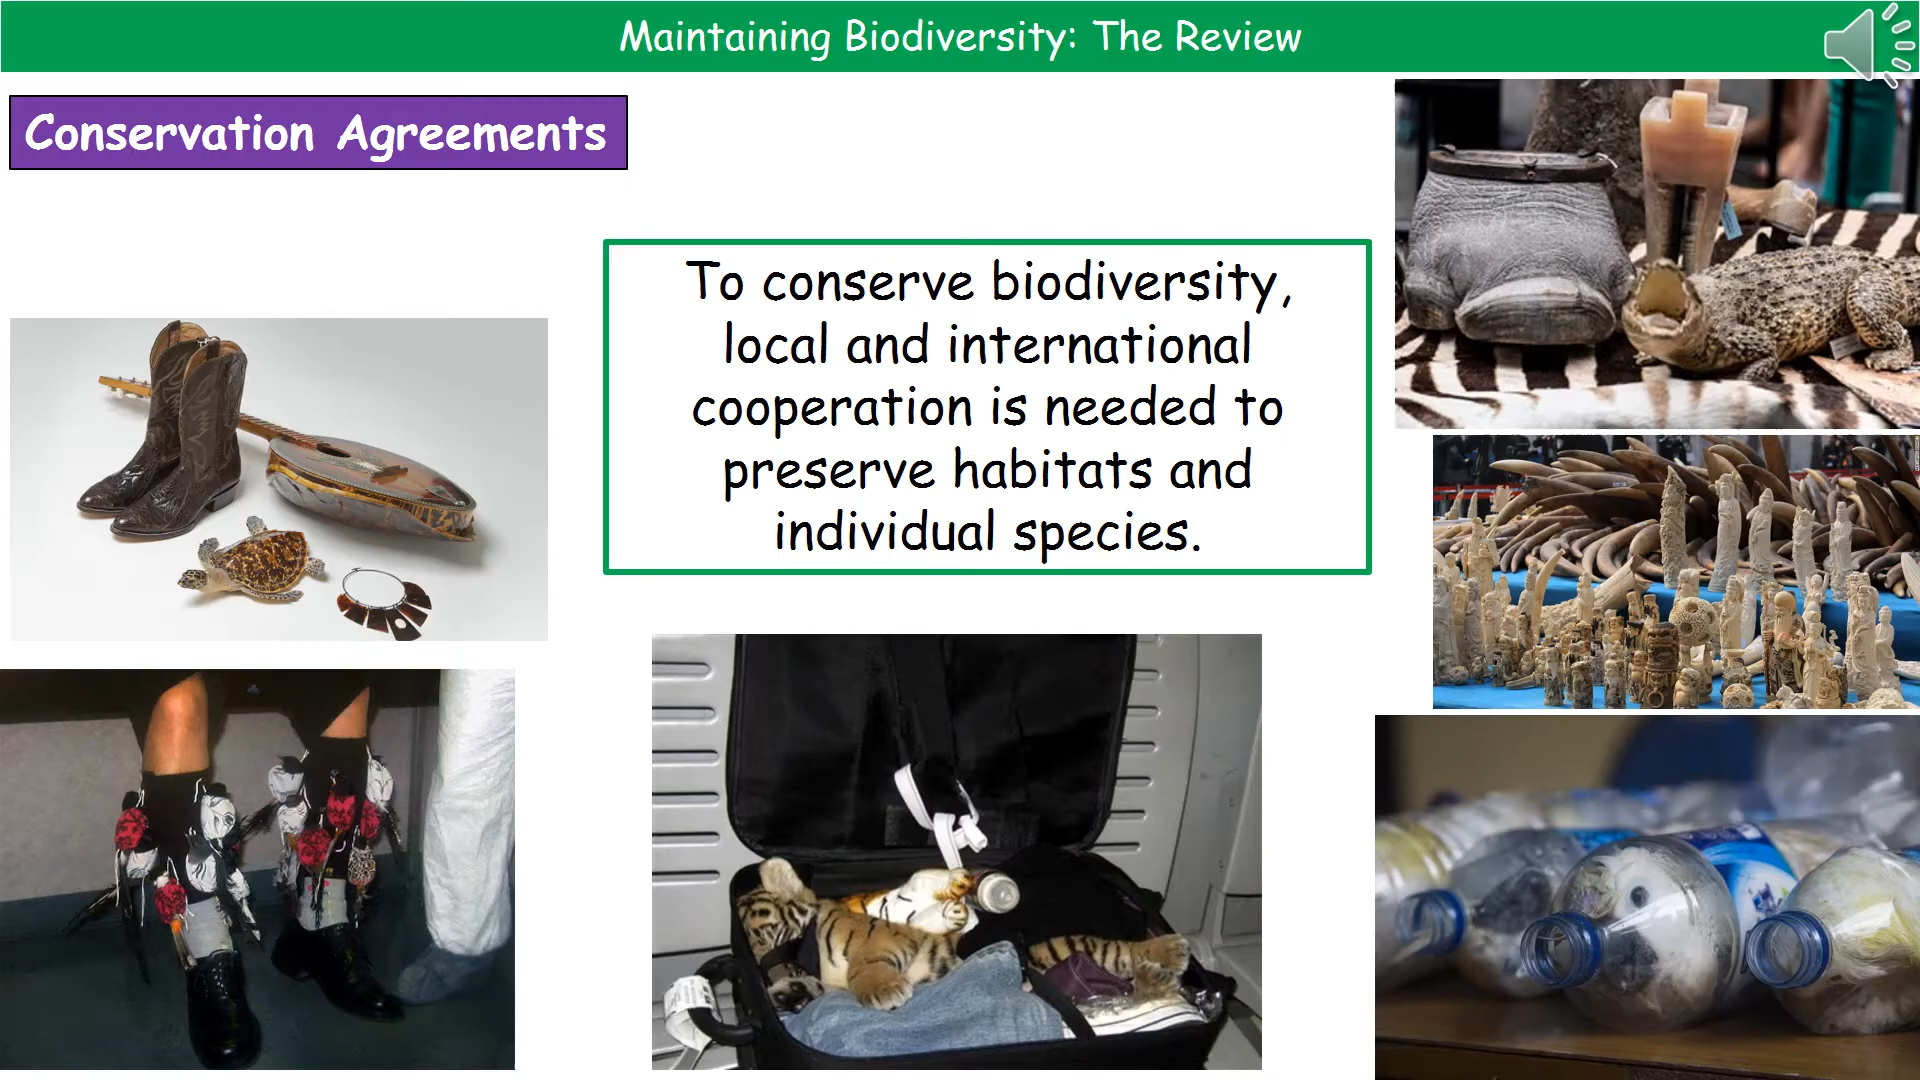 Maintaining Biodiversity: The Review
Conservation Agreements
To conserve biodiversity,
local and international
cooperation is needed to
preserve habitats and
individual species.